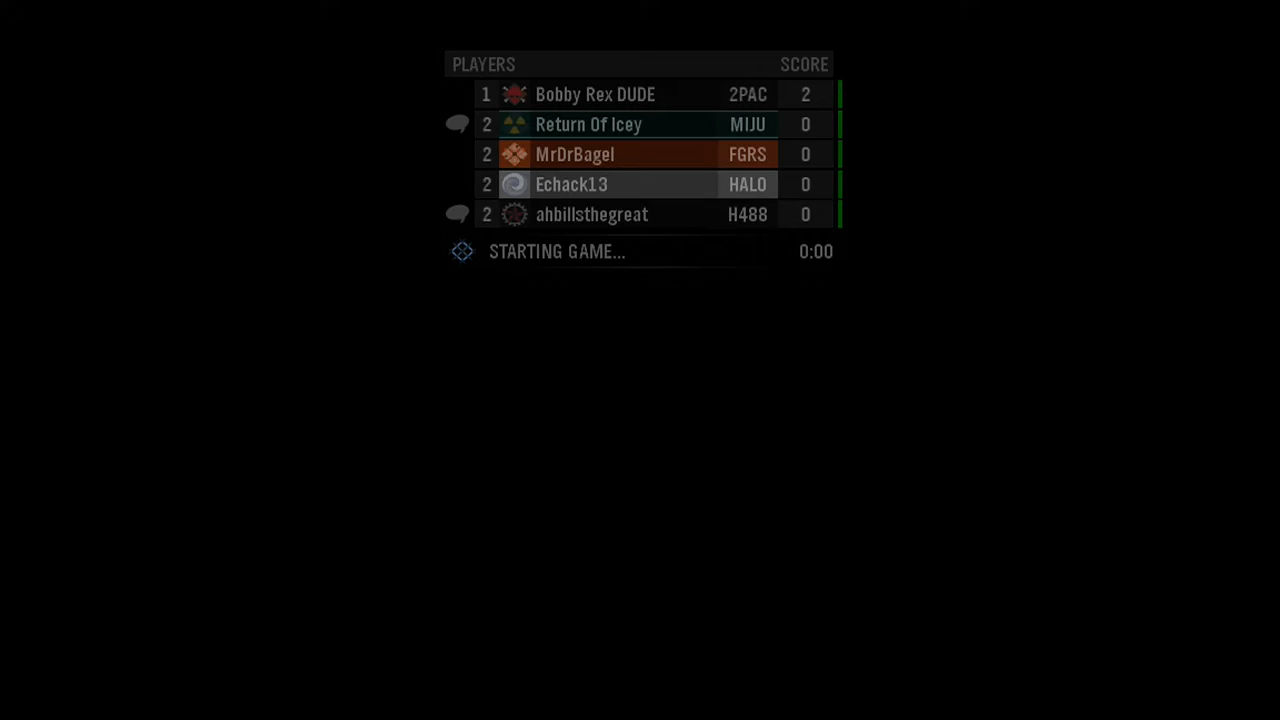 PLAYERS SCORE
1 Bobby Rex DUDE 2PAC 2
2 Return Of Icey MIJU 0
2 MrDrBagel FGRS 0
2 Echack13 HALO 0
2 ahbillsthegreat H488 0
STARTING GAME... 0:00